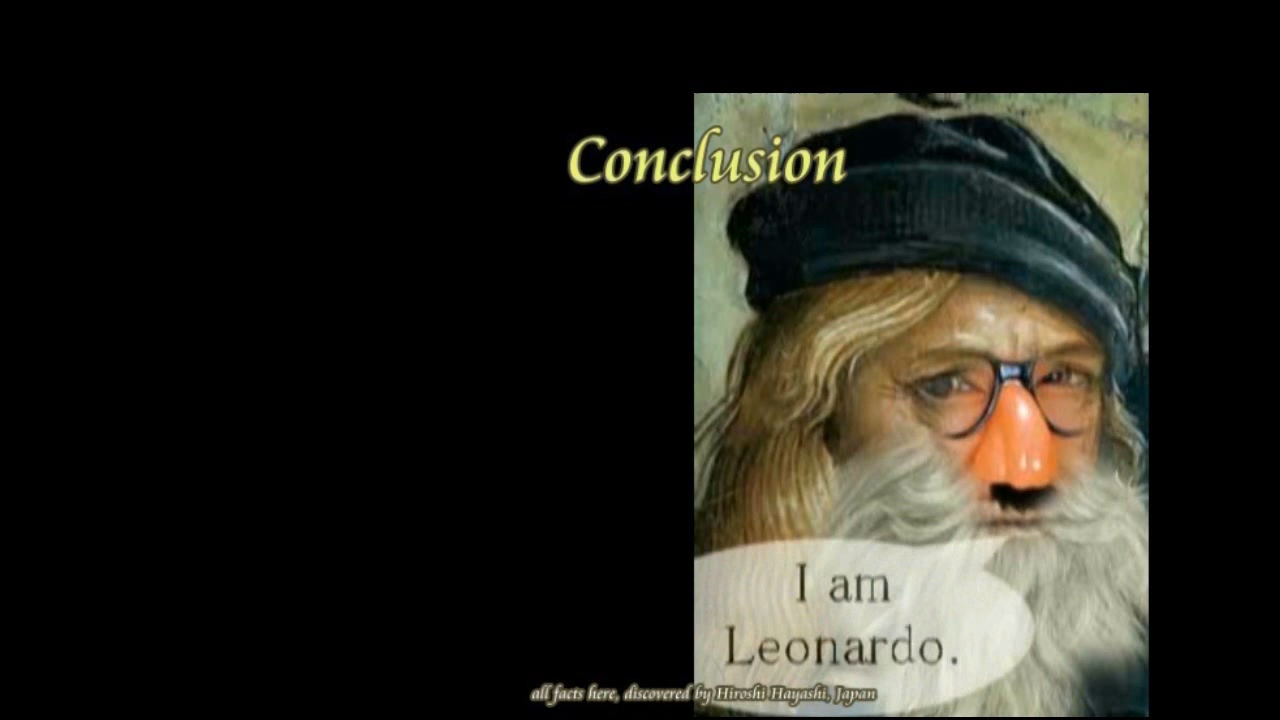 Conclusion
I am
Leonardo.
all facts here, discovered by Hiroshi Hayashi, Japan